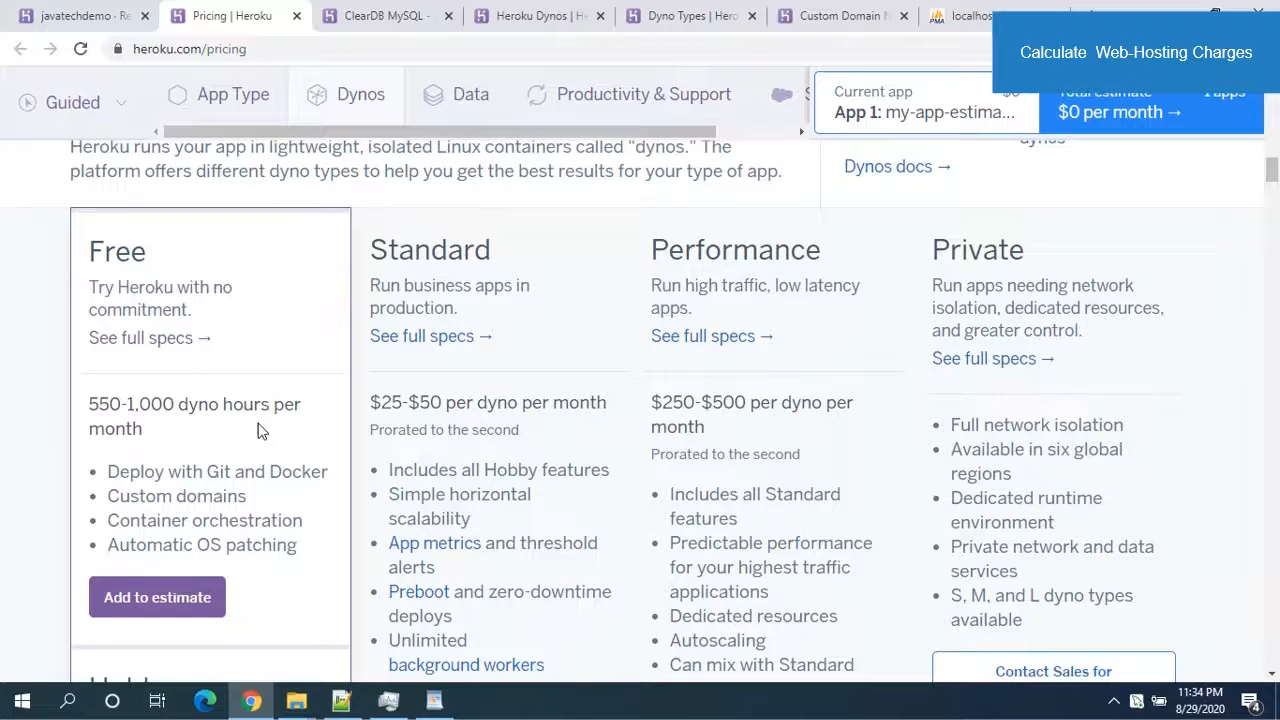 javatechdemo - Re
Pricing | Heroku
ClearDB MySQL -
Heroku Dynos | He
Dyno Types | Hero
Custom Domain N
localhos
heroku.com/pricing
Calculate Web-Hosting Charges
Guided
App Type
Dynos
Data
Productivity & Support
S
Current app
$0
App 1: my-app-estima...
Total estimate
1 apps
$0 per month →
Heroku runs your app in lightweight, isolated Linux containers called "dynos." The
platform offers different dyno types to help you get the best results for your type of app.
dynos
Dynos docs →
Free
Try Heroku with no
commitment.
See full specs →
550-1,000 dyno hours per
month
• Deploy with Git and Docker
• Custom domains
• Container orchestration
• Automatic OS patching
Add to estimate
Standard
Run business apps in
production.
See full specs →
$25-$50 per dyno per month
Prorated to the second
• Includes all Hobby features
• Simple horizontal
scalability
• App metrics and threshold
alerts
• Preboot and zero-downtime
deploys
• Unlimited
background workers
Performance
Run high traffic, low latency
apps.
See full specs →
$250-$500 per dyno per
month
Prorated to the second
• Includes all Standard
features
• Predictable performance
for your highest traffic
applications
• Dedicated resources
• Autoscaling
• Can mix with Standard
Private
Run apps needing network
isolation, dedicated resources,
and greater control.
See full specs →
• Full network isolation
• Available in six global
regions
• Dedicated runtime
environment
• Private network and data
services
• S, M, and L dyno types
available
Contact Sales for
11:34 PM
8/29/2020
4